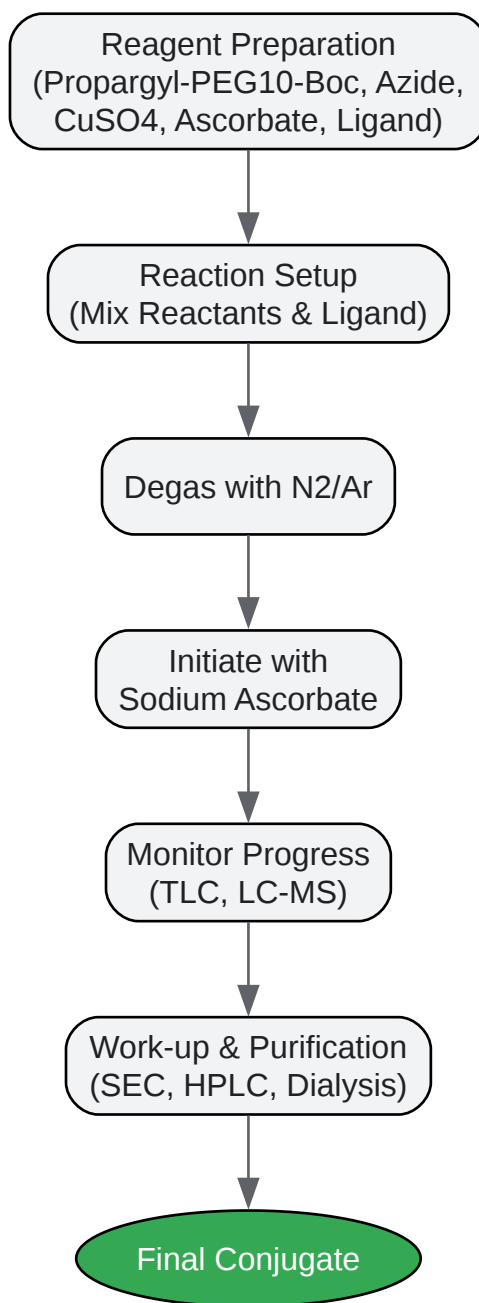 Reagent Preparation
(Propargyl-PEG10-Boc, Azide,
CuSO4, Ascorbate, Ligand)
Reaction Setup
(Mix Reactants & Ligand)
Degas with N2/Ar
Initiate with
Sodium Ascorbate
Monitor Progress
(TLC, LC-MS)
Work-up & Purification
(SEC, HPLC, Dialysis)
Final Conjugate